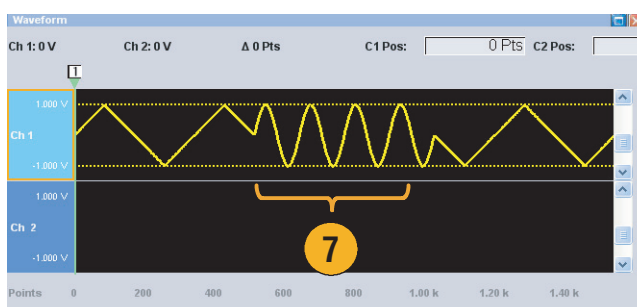 Waveform
Ch 1: 0 V Ch 2: 0 V Δ 0 Pts C1 Pos: 0 Pts C2 Pos:
1
1.000 V
Ch 1
-1.000 V
1.000 V
Ch 2
-1.000 V
7
Points 0 200 400 600 800 1.00 k 1.20 k 1.40 k